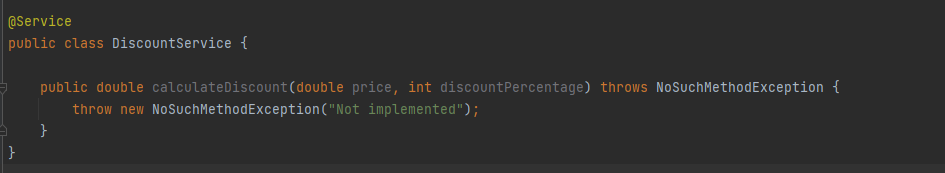 @Service
public class DiscountService {
public double calculateDiscount(double price, int discountPercentage) throws NoSuchMethodException {
throw new NoSuchMethodException("Not implemented");
}
}